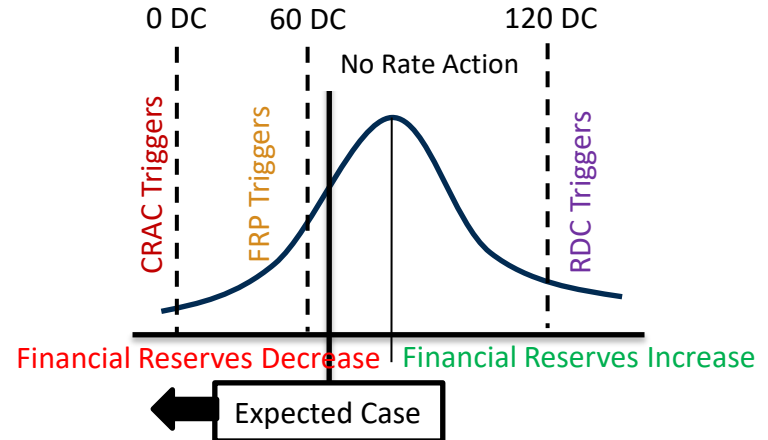 0 DC
60 DC
120 DC
No Rate Action
CRAC Triggers
FRP Triggers
RDC Triggers
Financial Reserves Decrease
Financial Reserves Increase
Expected Case